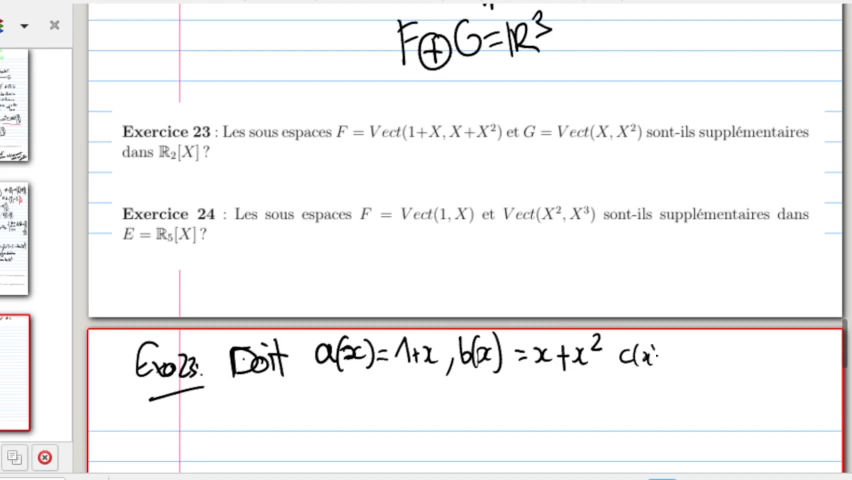 F⊕G=ℝ³
Exercice 23 : Les sous espaces F = Vect(1+X, X+X²) et G = Vect(X, X²) sont-ils supplémentaires
dans ℝ₂[X] ?
Exercice 24 : Les sous espaces F = Vect(1, X) et Vect(X², X³) sont-ils supplémentaires dans
E = ℝ₅[X] ?
Exo23. Doit a(x)=1+x, b(x)=x+x² c(x